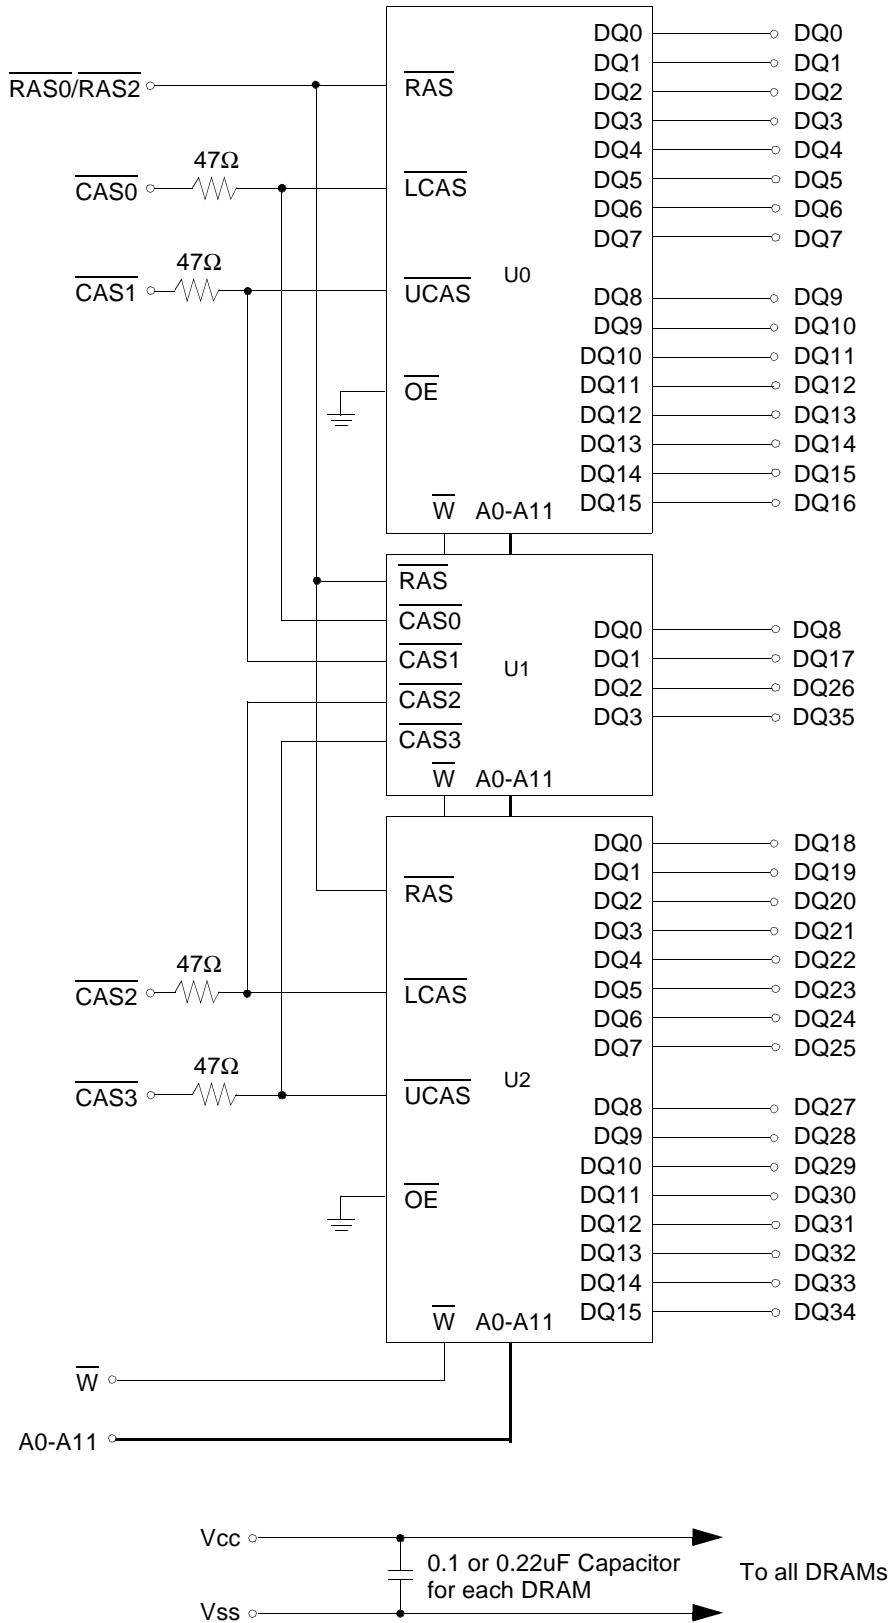 DQ0 DQ0
DQ1 DQ1
RAS0/RAS2 RAS DQ2 DQ2
DQ3 DQ3
47Ω DQ4 DQ4
CAS0 LCAS DQ5 DQ5
DQ6 DQ6
DQ7 DQ7
47Ω U0
CAS1 UCAS DQ8 DQ9
DQ9 DQ10
DQ10 DQ11
OE DQ11 DQ12
DQ12 DQ13
DQ13 DQ14
DQ14 DQ15
W A0-A11 DQ15 DQ16
RAS
CAS0 DQ0 DQ8
CAS1 U1 DQ1 DQ17
CAS2 DQ2 DQ26
CAS3 DQ3 DQ35
W A0-A11
DQ0 DQ18
DQ1 DQ19
RAS DQ2 DQ20
DQ3 DQ21
47Ω DQ4 DQ22
CAS2 LCAS DQ5 DQ23
DQ6 DQ24
DQ7 DQ25
47Ω U2
CAS3 UCAS DQ8 DQ27
DQ9 DQ28
DQ10 DQ29
OE DQ11 DQ30
DQ12 DQ31
DQ13 DQ32
DQ14 DQ33
W A0-A11 DQ15 DQ34
W
A0-A11
Vcc
0.1 or 0.22uF Capacitor To all DRAMs
for each DRAM
Vss